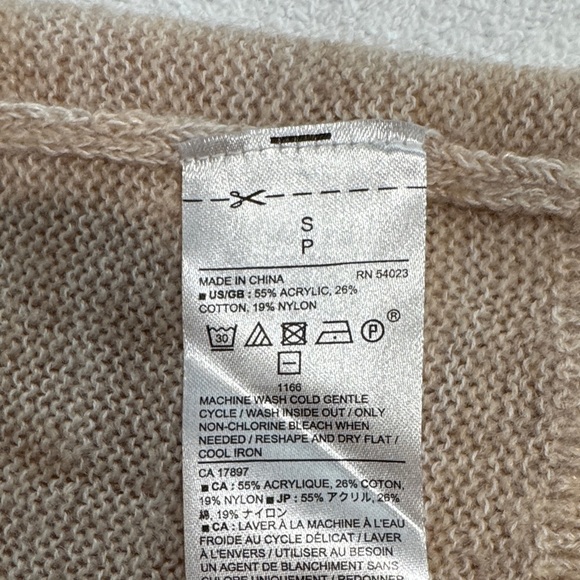 S
P
MADE IN CHINA RN 54023
■ US/GB : 55% ACRYLIC, 26%
COTTON, 19% NYLON
30 P ®
1166
MACHINE WASH COLD GENTLE
CYCLE / WASH INSIDE OUT / ONLY
NON-CHLORINE BLEACH WHEN
NEEDED / RESHAPE AND DRY FLAT /
COOL IRON
CA 17897
■ CA : 55% ACRYLIQUE, 26% COTON,
19% NYLON ■ JP : 55% アクリル, 26%
綿, 19% ナイロン
■ CA : LAVER À LA MACHINE À L'EAU
FROIDE AU CYCLE DÉLICAT / LAVER
À L'ENVERS / UTILISER AU BESOIN
UN AGENT DE BLANCHIMENT SANS
CHLORE UNIQUEMENT / REDONNER